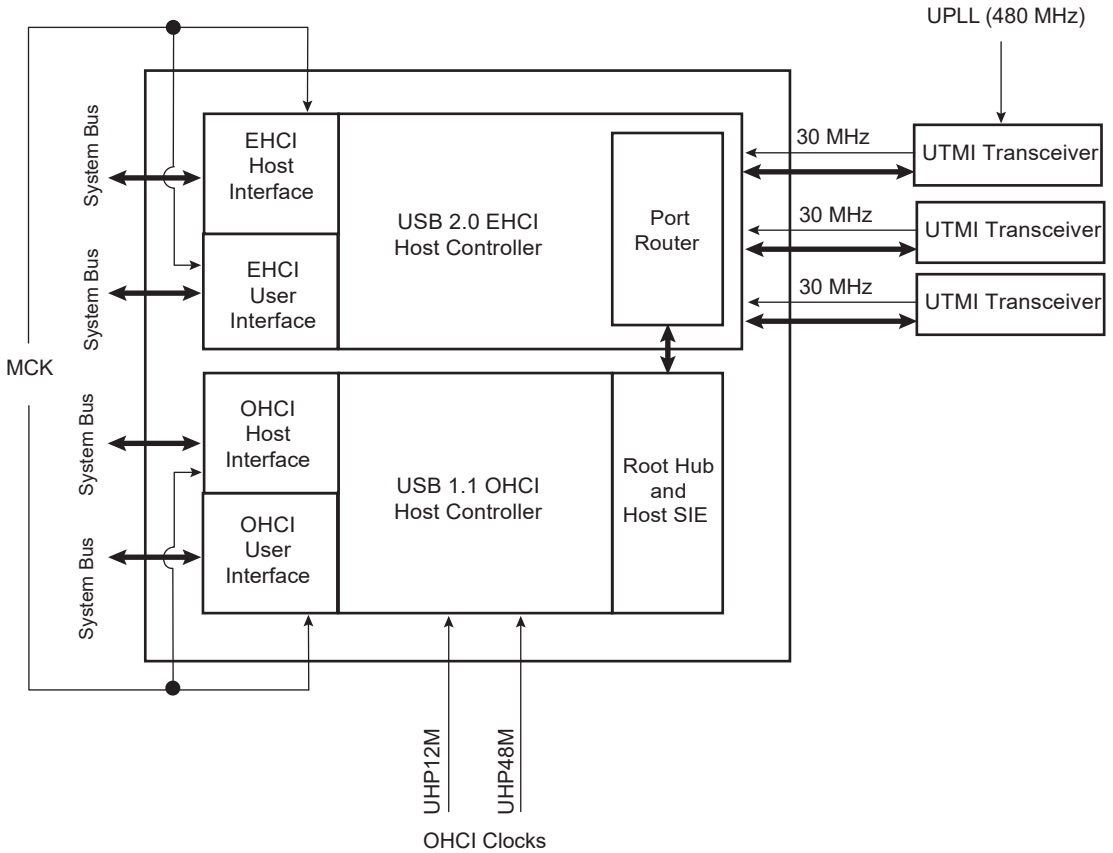 UPLL (480 MHz)
System Bus
EHCI
Host
Interface
USB 2.0 EHCI
Host Controller
Port
Router
30 MHz
UTMI Transceiver
30 MHz
UTMI Transceiver
System Bus
EHCI
User
Interface
30 MHz
UTMI Transceiver
MCK
System Bus
OHCI
Host
Interface
USB 1.1 OHCI
Host Controller
Root Hub
and
Host SIE
System Bus
OHCI
User
Interface
UHP12M
UHP48M
OHCI Clocks